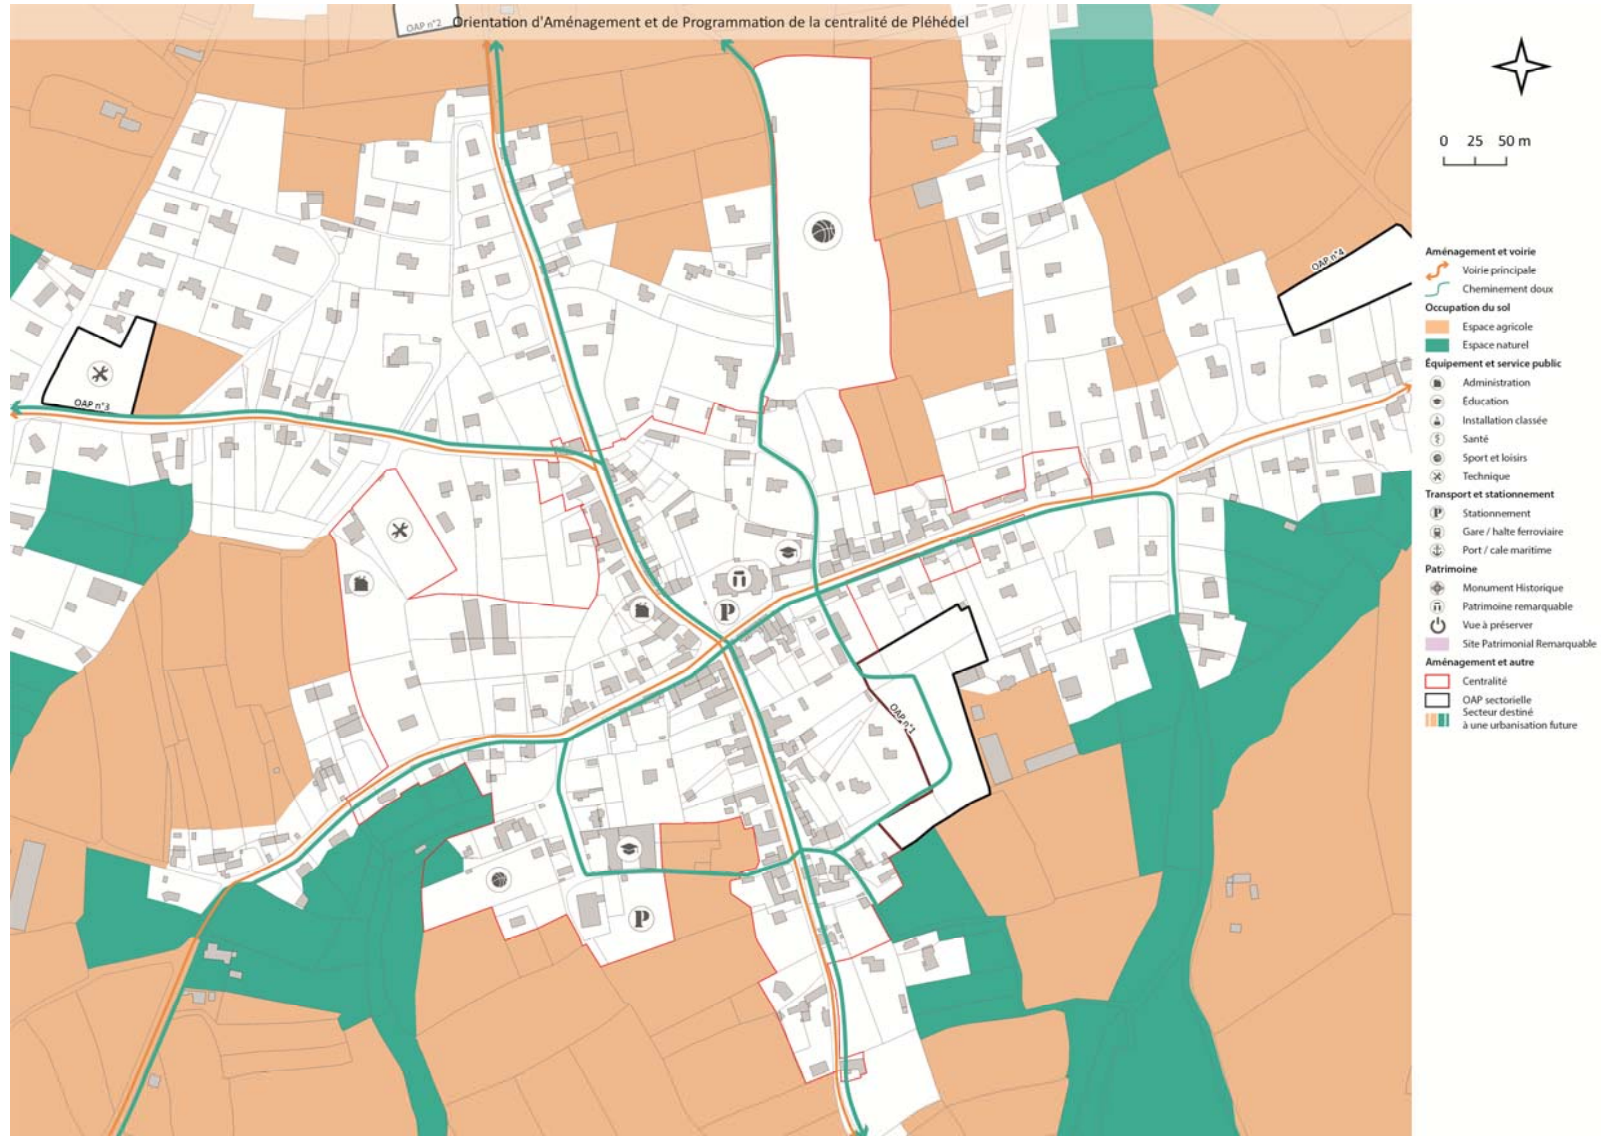 Orientation d'Aménagement et de Programmation de la centralité de Pléhédel
OAP n°2
OAP n°4
OAP n°3
OAP n°1
P
P
0 25 50 m
Aménagement et voirie
Voirie principale
Cheminement doux
Occupation du sol
Espace agricole
Espace naturel
Équipement et service public
Administration
Éducation
Installation classée
Santé
Sport et loisirs
Technique
Transport et stationnement
P Stationnement
Gare / halte ferroviaire
Port / cale maritime
Patrimoine
Monument Historique
Patrimoine remarquable
Vue à préserver
Site Patrimonial Remarquable
Aménagement et autre
Centralité
OAP sectorielle
Secteur destiné
à une urbanisation future